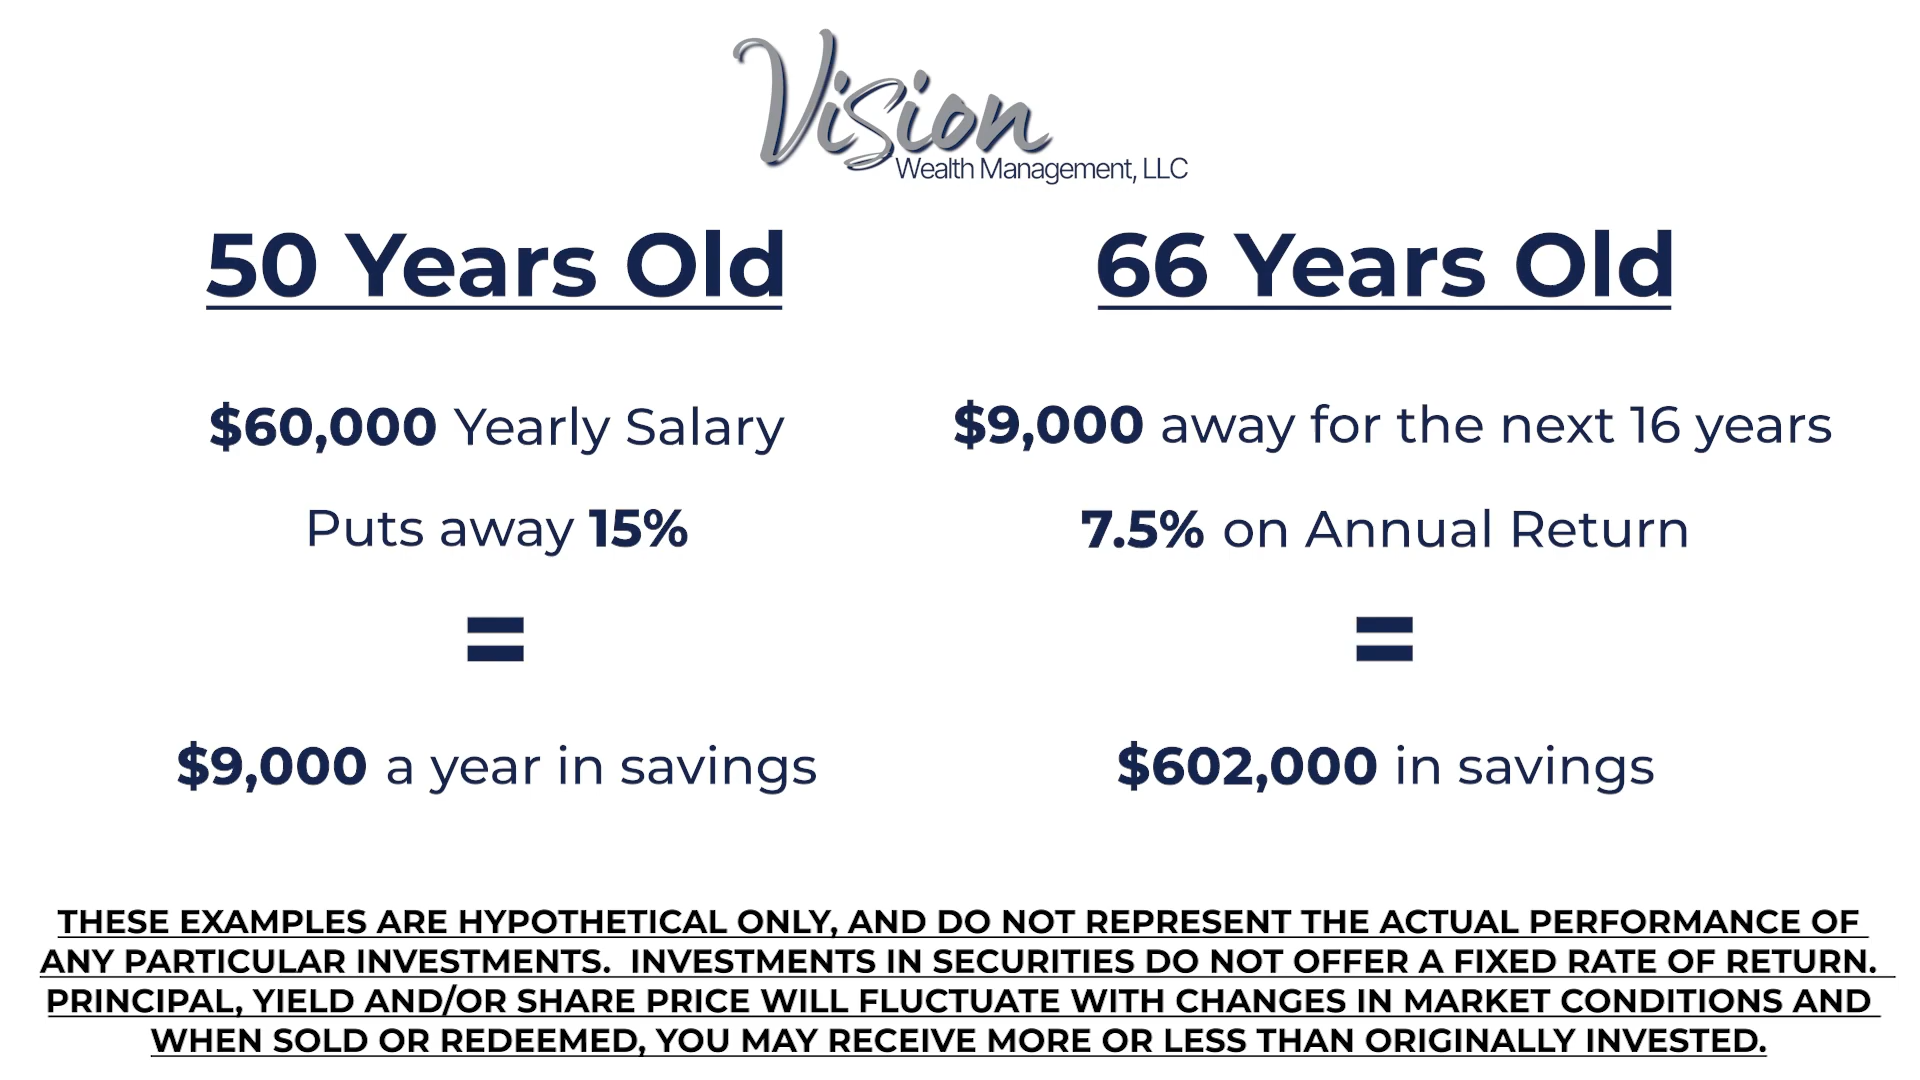 Vision
Wealth Management, LLC
50 Years Old
$60,000 Yearly Salary
Puts away 15%
=
$9,000 a year in savings
66 Years Old
$9,000 away for the next 16 years
7.5% on Annual Return
=
$602,000 in savings
THESE EXAMPLES ARE HYPOTHETICAL ONLY, AND DO NOT REPRESENT THE ACTUAL PERFORMANCE OF
ANY PARTICULAR INVESTMENTS.  INVESTMENTS IN SECURITIES DO NOT OFFER A FIXED RATE OF RETURN.
PRINCIPAL, YIELD AND/OR SHARE PRICE WILL FLUCTUATE WITH CHANGES IN MARKET CONDITIONS AND
WHEN SOLD OR REDEEMED, YOU MAY RECEIVE MORE OR LESS THAN ORIGINALLY INVESTED.